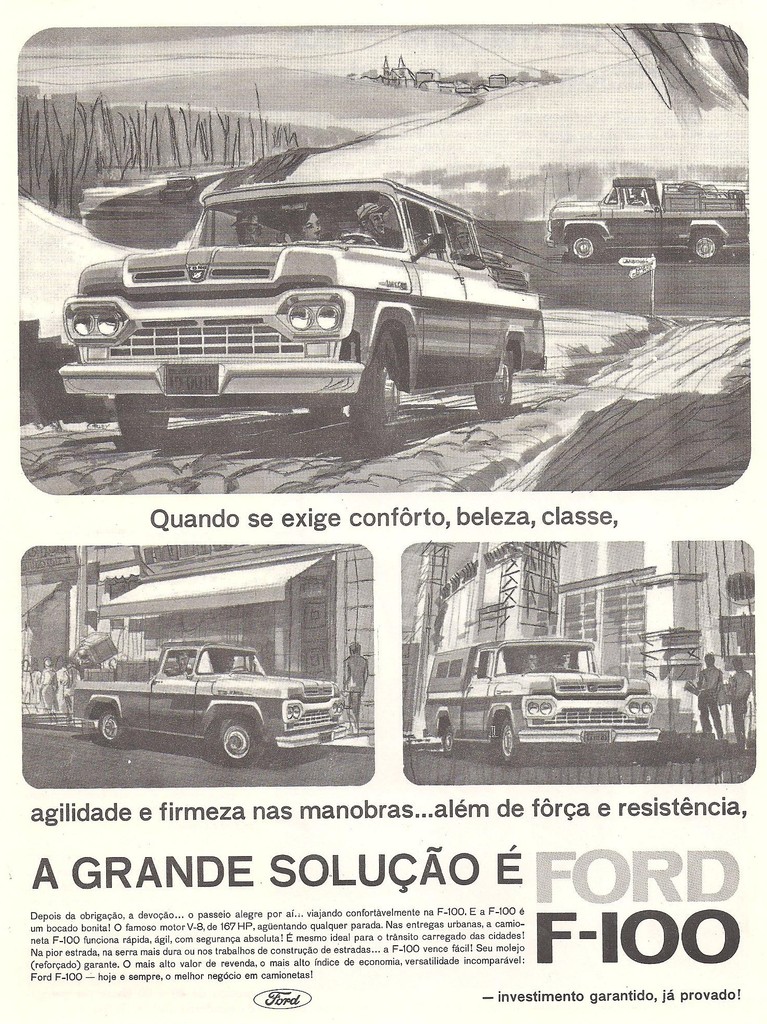 Quando se exige confôrto, beleza, classe,
agilidade e firmeza nas manobras...além de fôrça e resistência,
A GRANDE SOLUÇÃO É FORD
F-100
Depois da obrigação, a devoção... o passeio alegre por aí... viajando confortàvelmente na F-100. E a F-100 é
um bocado bonita! O famoso motor V-8, de 167 HP, agüentando qualquer parada. Nas entregas urbanas, a camio-
neta F-100 funciona rápida, ágil, com segurança absoluta! É mesmo ideal para o trânsito carregado das cidades!
Na pior estrada, na serra mais dura ou nos trabalhos de construção de estradas... a F-100 vence fácil! Seu molejo
(reforçado) garante. O mais alto valor de revenda, o mais alto índice de economia, versatilidade incomparável:
Ford F-100 — hoje e sempre, o melhor negócio em camionetas!
Ford
— investimento garantido, já provado!